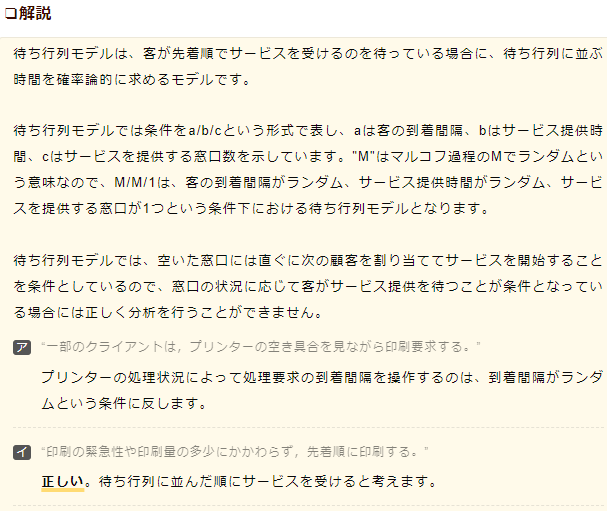 ❏解説
待ち行列モデルは、客が先着順でサービスを受けるのを待っている場合に、待ち行列に並ぶ
時間を確率論的に求めるモデルです。
待ち行列モデルでは条件をa/b/cという形式で表し、aは客の到着間隔、bはサービス提供時
間、cはサービスを提供する窓口数を示しています。"M"はマルコフ過程のMでランダムとい
う意味なので、M/M/1は、客の到着間隔がランダム、サービス提供時間がランダム、サービ
スを提供する窓口が1つという条件下における待ち行列モデルとなります。
待ち行列モデルでは、空いた窓口には直ぐに次の顧客を割り当ててサービスを開始すること
を条件としているので、窓口の状況に応じて客がサービス提供を待つことが条件となってい
る場合には正しく分析を行うことができません。
ア "一部のクライアントは，プリンターの空き具合を見ながら印刷要求する。"
プリンターの処理状況によって処理要求の到着間隔を操作するのは、到着間隔がランダ
ムという条件に反します。
イ "印刷の緊急性や印刷量の多少にかかわらず，先着順に印刷する。"
正しい。待ち行列に並んだ順にサービスを受けると考えます。